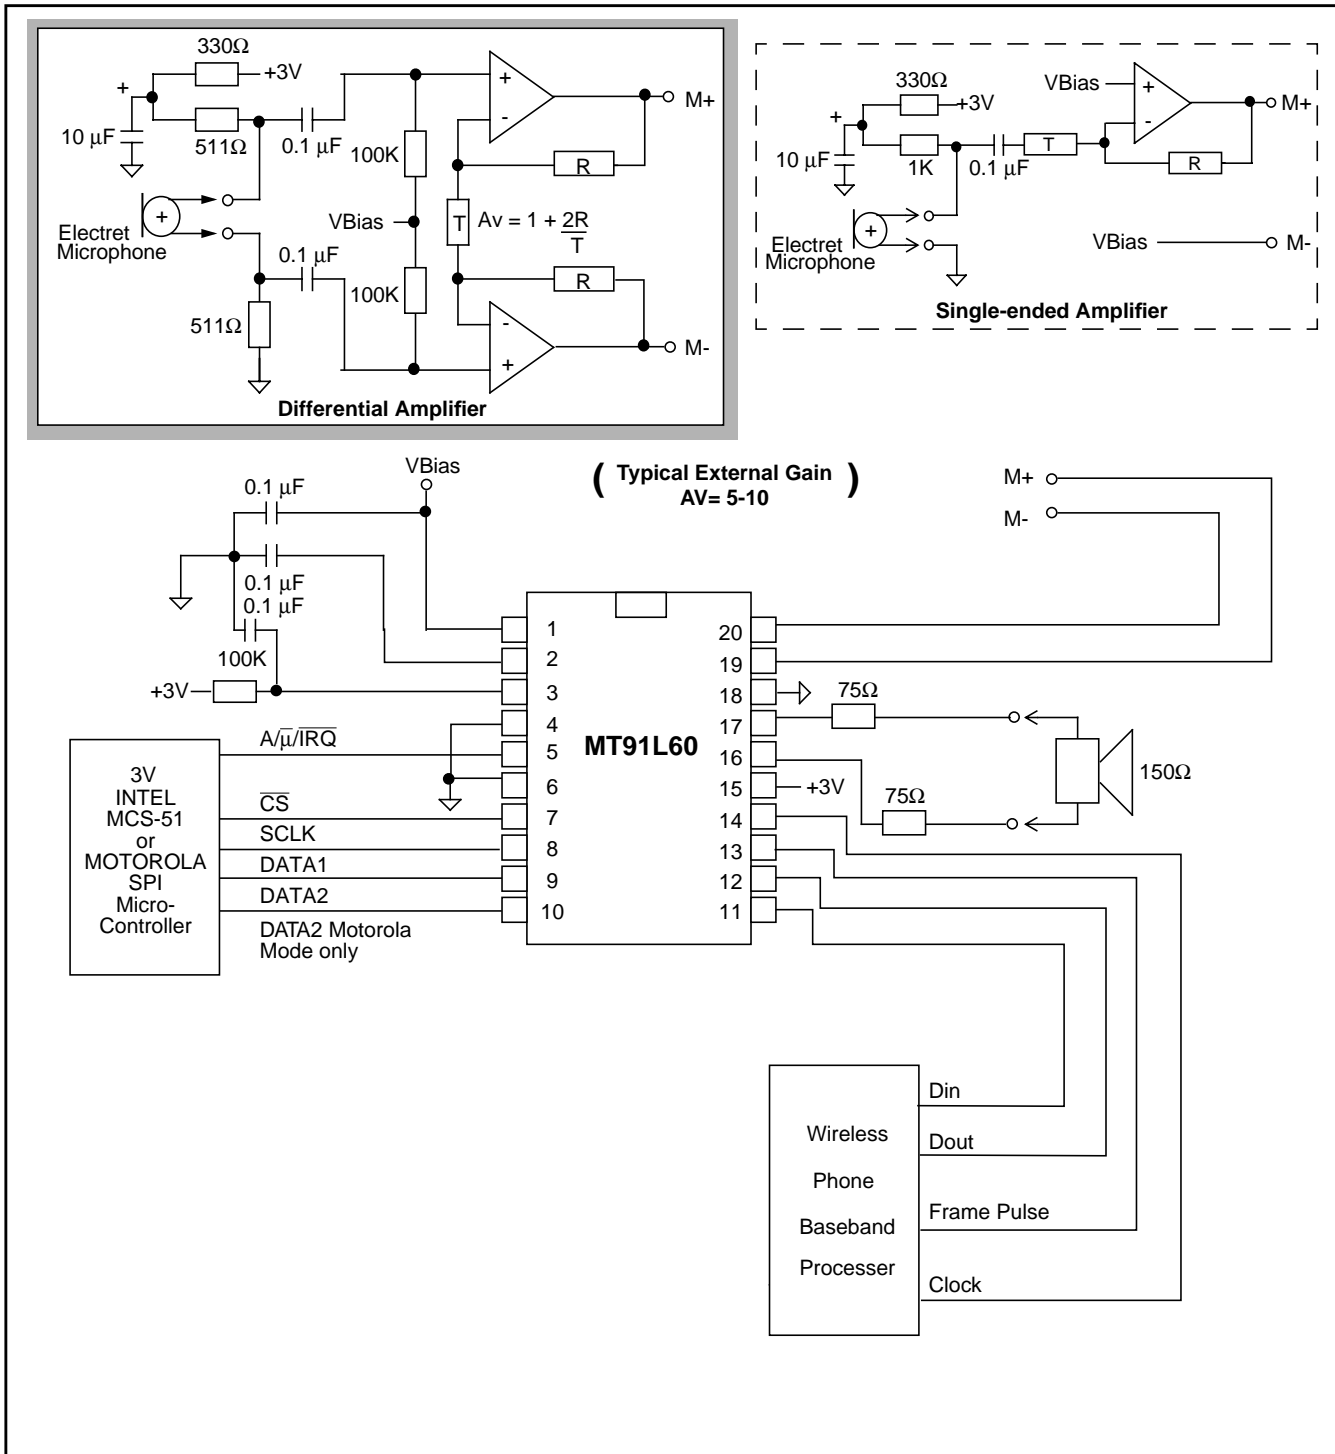 330Ω
+3V
+
10 μF
511Ω
0.1 μF
100K
+
-
M+
R
Electret
Microphone
+
VBias
T
Av = 1 + 2R
T
0.1 μF
100K
R
511Ω
-
+
M-
Differential Amplifier
330Ω
+3V
+
10 μF
1K
0.1 μF
T
VBias
+
-
M+
R
Electret
Microphone
+
VBias
M-
Single-ended Amplifier
VBias
( Typical External Gain )
AV= 5-10
M+
M-
0.1 μF
0.1 μF
0.1 μF
100K
+3V
MT91L60
1
2
3
4
5
6
7
8
9
10
20
19
18
17
16
15
14
13
12
11
75Ω
75Ω
+3V
150Ω
3V
INTEL
MCS-51
or
MOTOROLA
SPI
Micro-
Controller
A/μ̅/I̅R̅Q̅
C̅S̅
SCLK
DATA1
DATA2
DATA2 Motorola
Mode only
Wireless
Phone
Baseband
Processer
Din
Dout
Frame Pulse
Clock